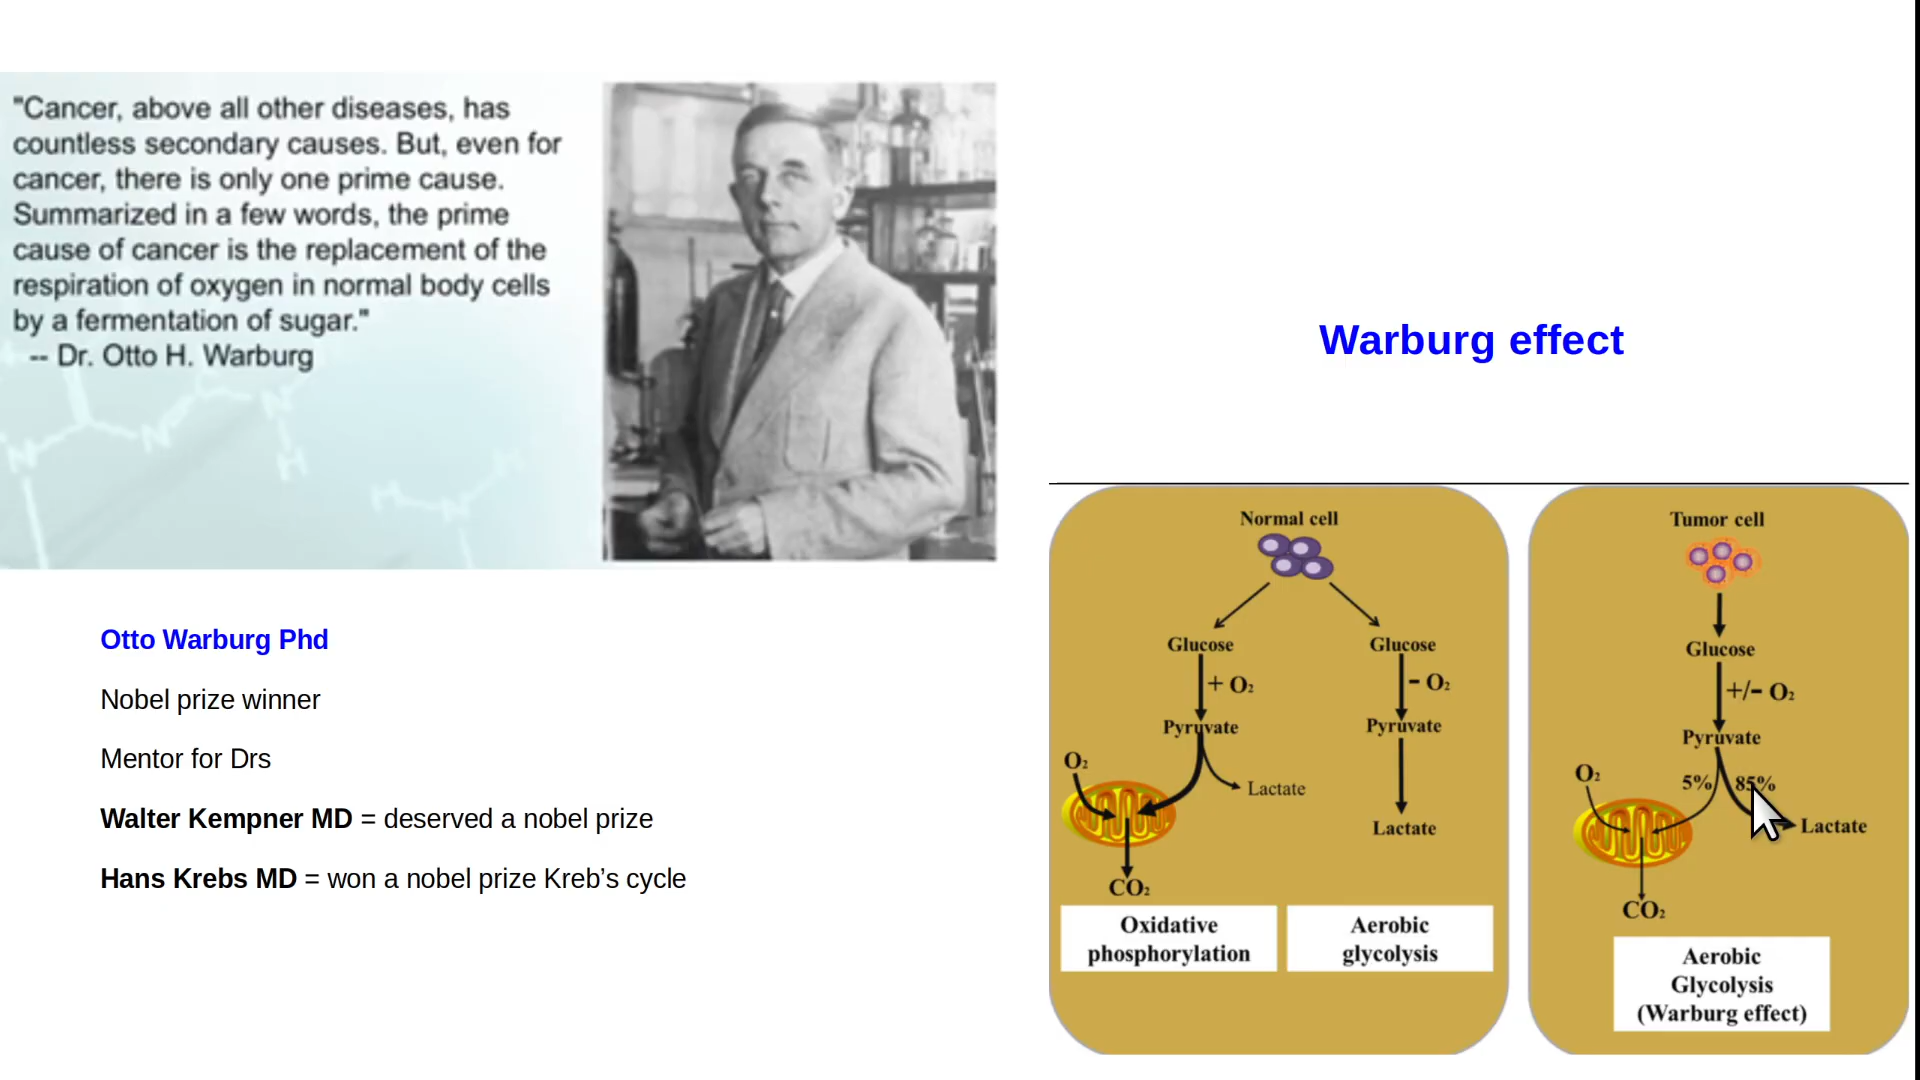 "Cancer, above all other diseases, has
countless secondary causes. But, even for
cancer, there is only one prime cause.
Summarized in a few words, the prime
cause of cancer is the replacement of the
respiration of oxygen in normal body cells
by a fermentation of sugar."
-- Dr. Otto H. Warburg
N
N
N
H
H
N
H
Otto Warburg Phd
Nobel prize winner
Mentor for Drs
Walter Kempner MD = deserved a nobel prize
Hans Krebs MD = won a nobel prize Kreb’s cycle
Warburg effect
Normal cell
Glucose
Glucose
+ O₂
- O₂
Pyruvate
Pyruvate
O₂
Lactate
Lactate
CO₂
Oxidative
phosphorylation
Aerobic
glycolysis
Tumor cell
Glucose
+/- O₂
Pyruvate
O₂
5%
85%
Lactate
CO₂
Aerobic
Glycolysis
(Warburg effect)